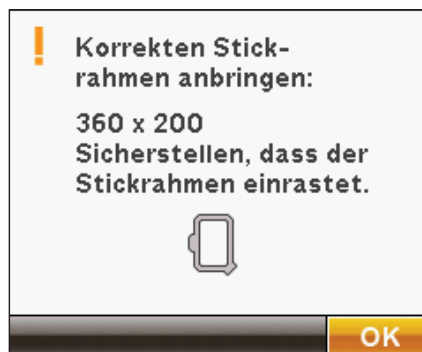 Korrekten Stick-
rahmen anbringen:
360 x 200
Sicherstellen, dass der
Stickrahmen einrastet.
OK